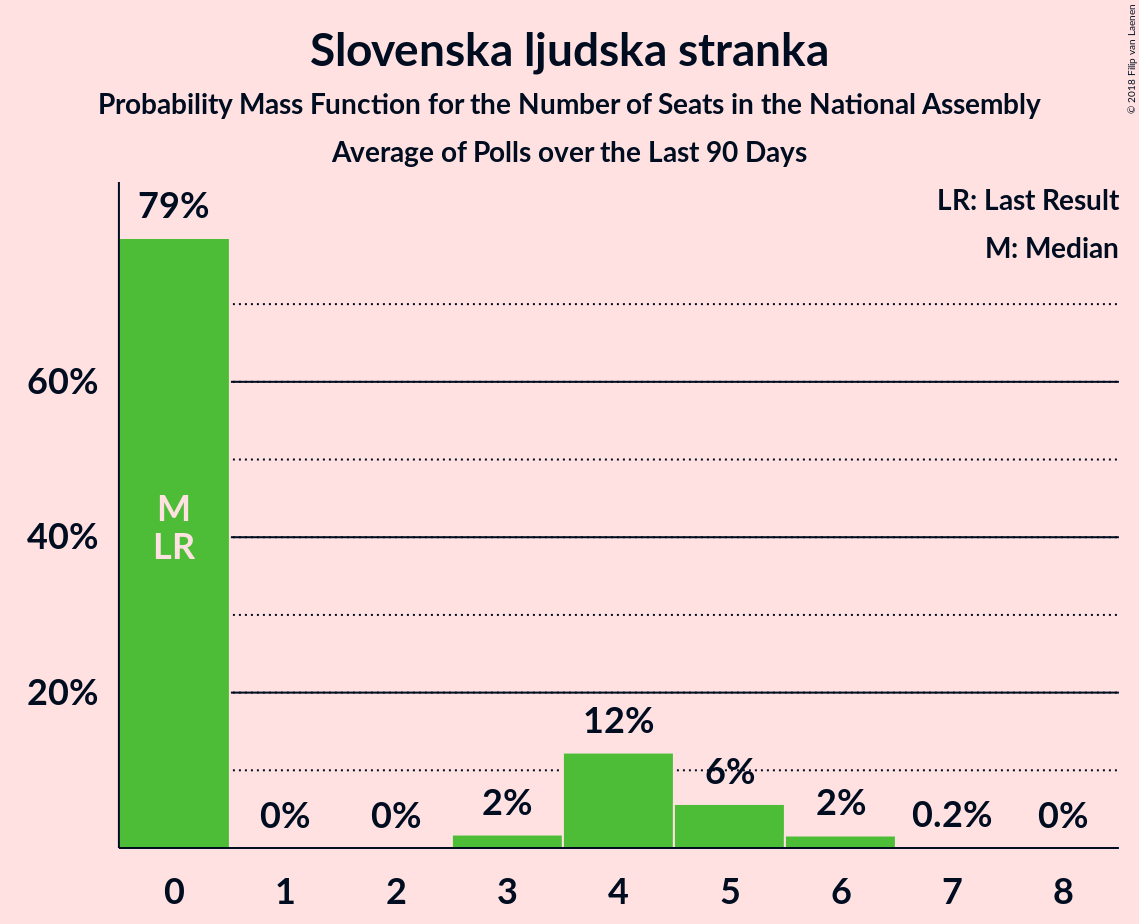 Slovenska ljudska stranka
Probability Mass Function for the Number of Seats in the National Assembly
Average of Polls over the Last 90 Days
© 2018 Filip van Laenen
LR: Last Result
M: Median
79%
60%
40%
20%
M
LR
0%
0%
2%
12%
6%
2%
0.2%
0%
0
1
2
3
4
5
6
7
8